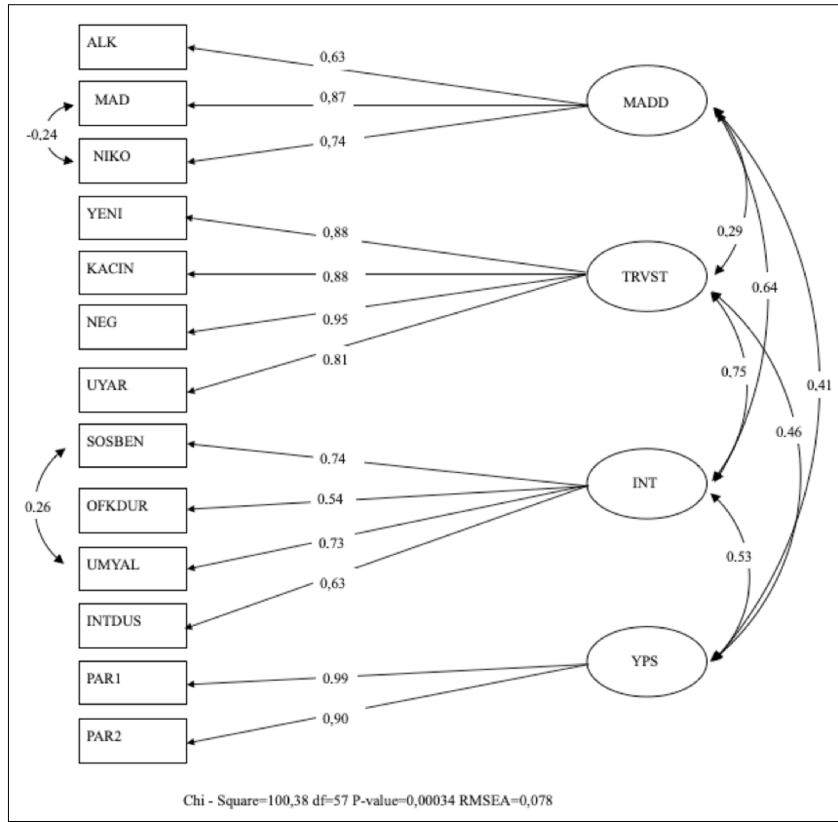 ALK
0,63
MAD
0,87
MADD
-0,24
NIKO
0,74
YENI
0,88
0,29
KACIN
0.88
TRVST
0.64
NEG
0.95
UYAR
0.81
0.75
0.41
0.46
SOSBEN
0.74
INT
0.26
OFKDUR
0.54
UMYAL
0.73
0.53
INTDUS
0,63
YPS
PAR1
0.99
PAR2
0,90
Chi - Square=100,38 df=57 P-value=0,00034 RMSEA=0,078